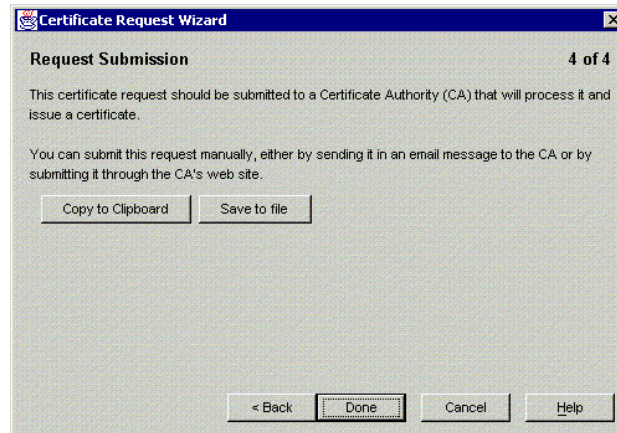 Certificate Request Wizard
Request Submission 4 of 4
This certificate request should be submitted to a Certificate Authority (CA) that will process it and
issue a certificate.
You can submit this request manually, either by sending it in an email message to the CA or by
submitting it through the CA's web site.
Copy to Clipboard Save to file
< Back Done Cancel Help